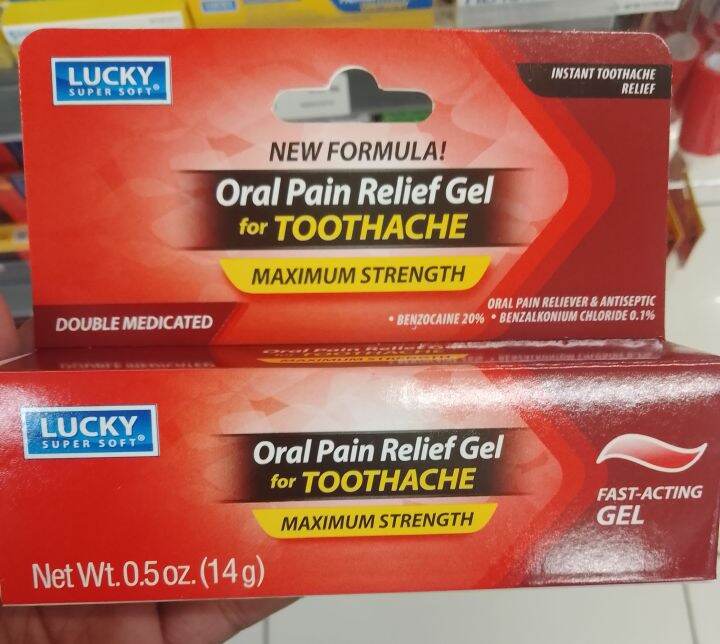 LUCKY
SUPER SOFT®
INSTANT TOOTHACHE
RELIEF
NEW FORMULA!
Oral Pain Relief Gel
for TOOTHACHE
MAXIMUM STRENGTH
ORAL PAIN RELIEVER & ANTISEPTIC
• BENZOCAINE 20% • BENZALKONIUM CHLORIDE 0.1%
DOUBLE MEDICATED
LUCKY
SUPER SOFT®
Oral Pain Relief Gel
for TOOTHACHE
MAXIMUM STRENGTH
FAST-ACTING
GEL
Net Wt. 0.5 oz. (14 g)